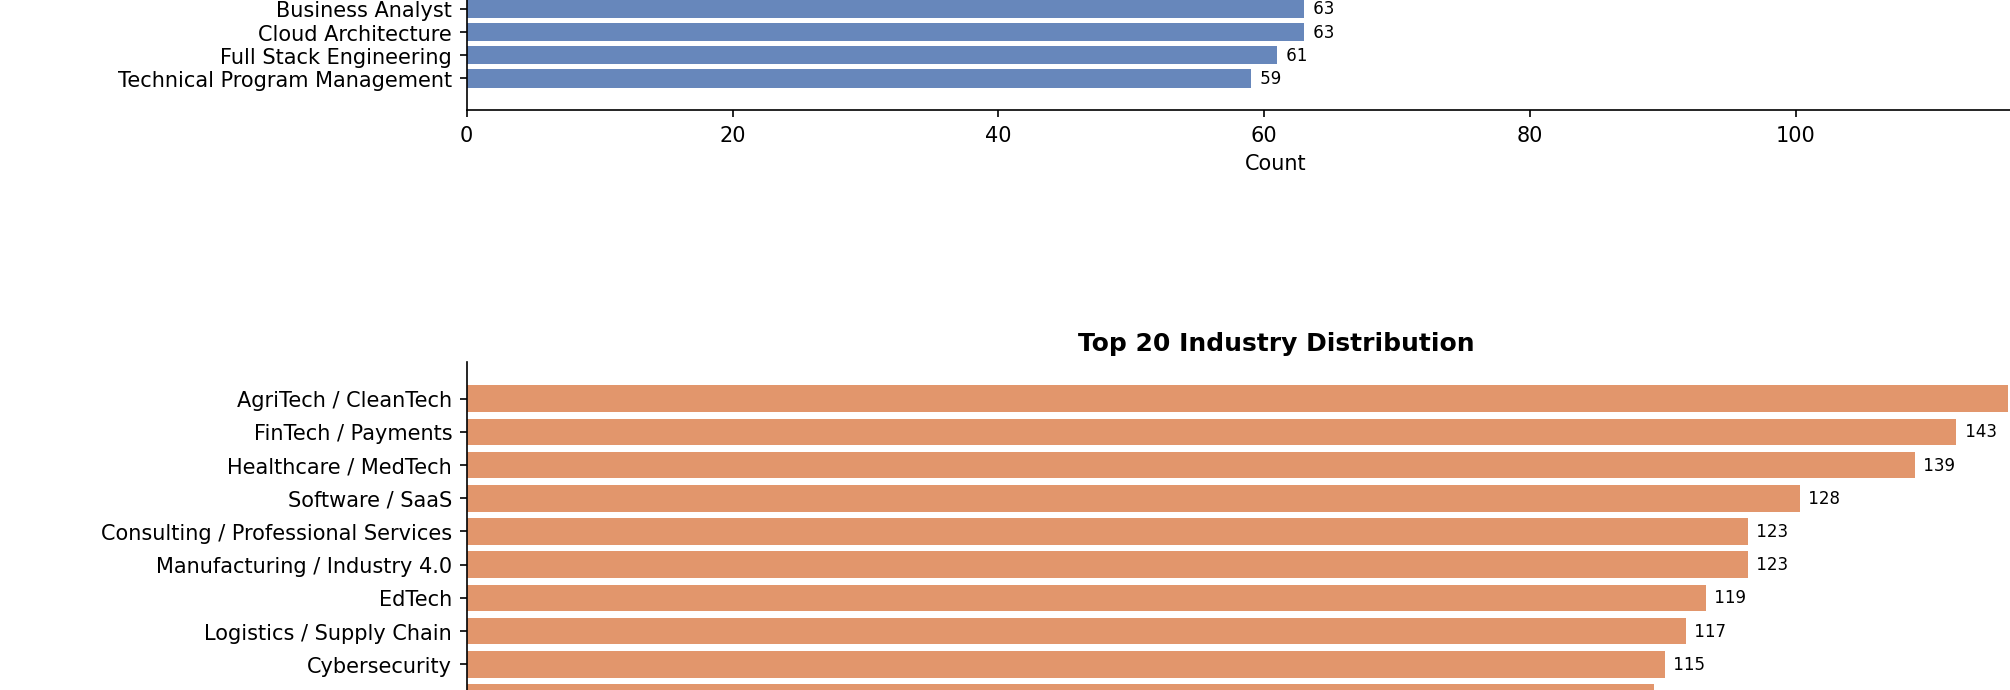 Business Analyst 63
Cloud Architecture 63
Full Stack Engineering 61
Technical Program Management 59
0 20 40 60 80 100
Count
Top 20 Industry Distribution
AgriTech / CleanTech
FinTech / Payments 143
Healthcare / MedTech 139
Software / SaaS 128
Consulting / Professional Services 123
Manufacturing / Industry 4.0 123
EdTech 119
Logistics / Supply Chain 117
Cybersecurity 115